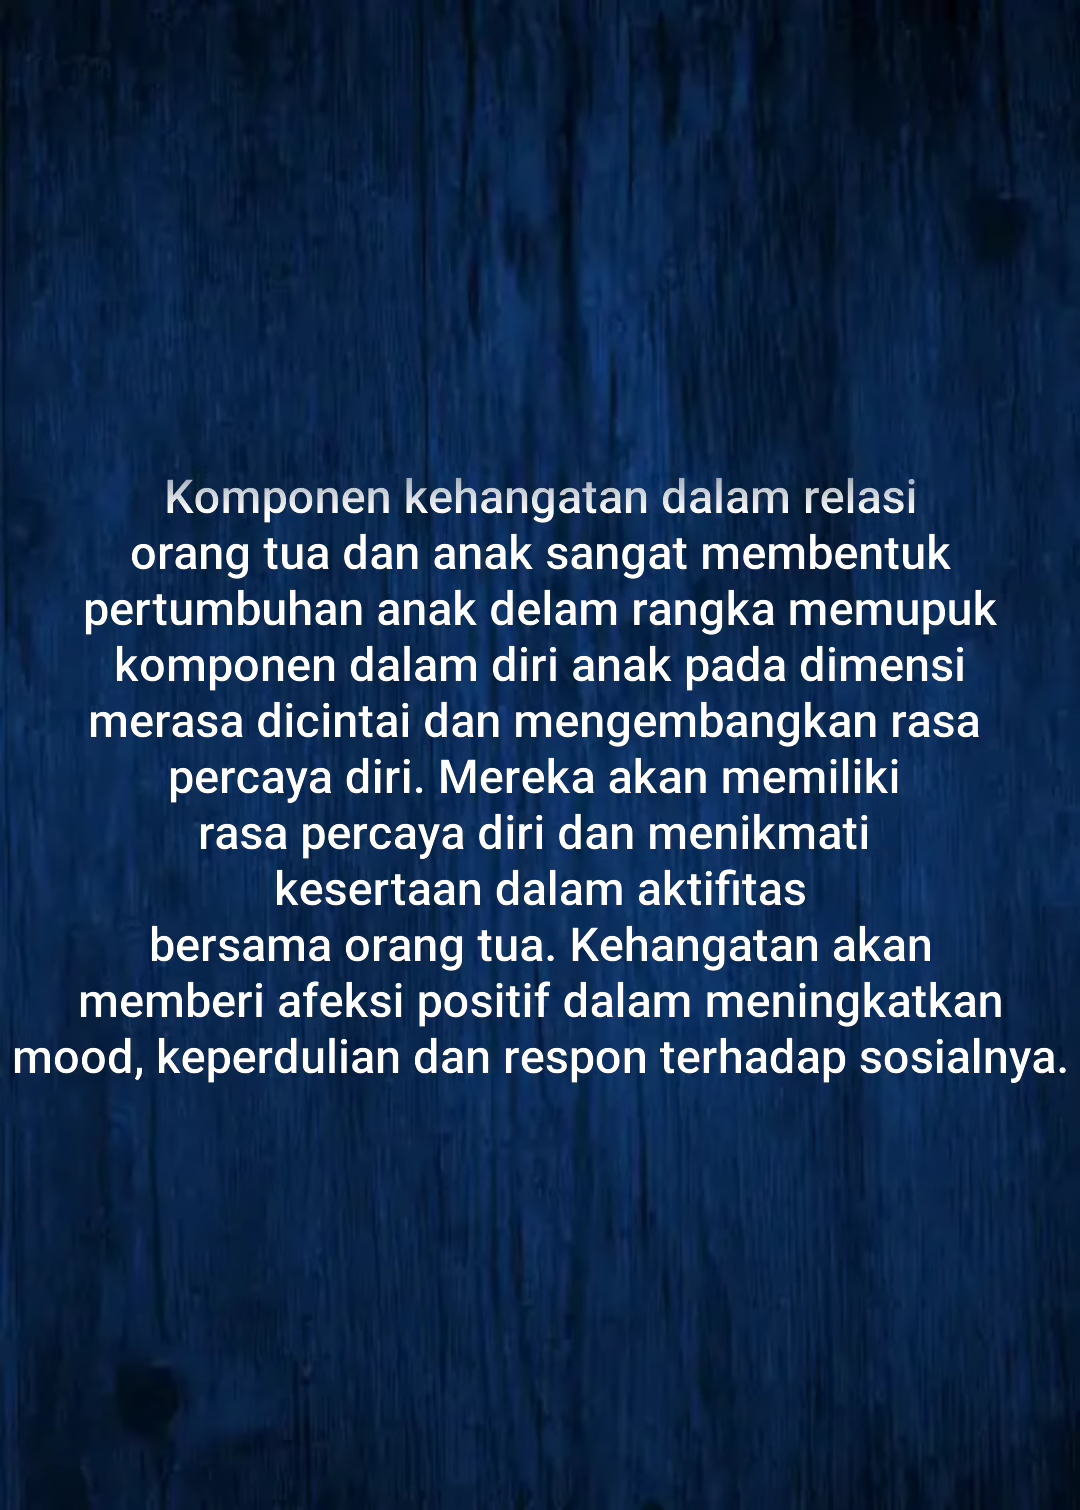 Komponen kehangatan dalam relasi
orang tua dan anak sangat membentuk
pertumbuhan anak delam rangka memupuk
komponen dalam diri anak pada dimensi
merasa dicintai dan mengembangkan rasa
percaya diri. Mereka akan memiliki
rasa percaya diri dan menikmati
kesertaan dalam aktifitas
bersama orang tua. Kehangatan akan
memberi afeksi positif dalam meningkatkan
mood, keperdulian dan respon terhadap sosialnya.